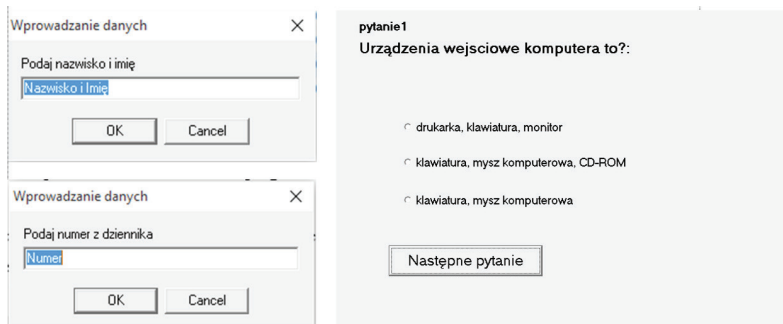 Wprowadzanie danych
Podaj nazwisko i imię
Nazwisko i Imię
OK Cancel
Wprowadzanie danych
Podaj numer z dziennika
Numer
OK Cancel
pytanie1
Urządzenia wejsciowe komputera to?:
drukarka, klawiatura, monitor
klawiatura, mysz komputerowa, CD-ROM
klawiatura, mysz komputerowa
Następne pytanie